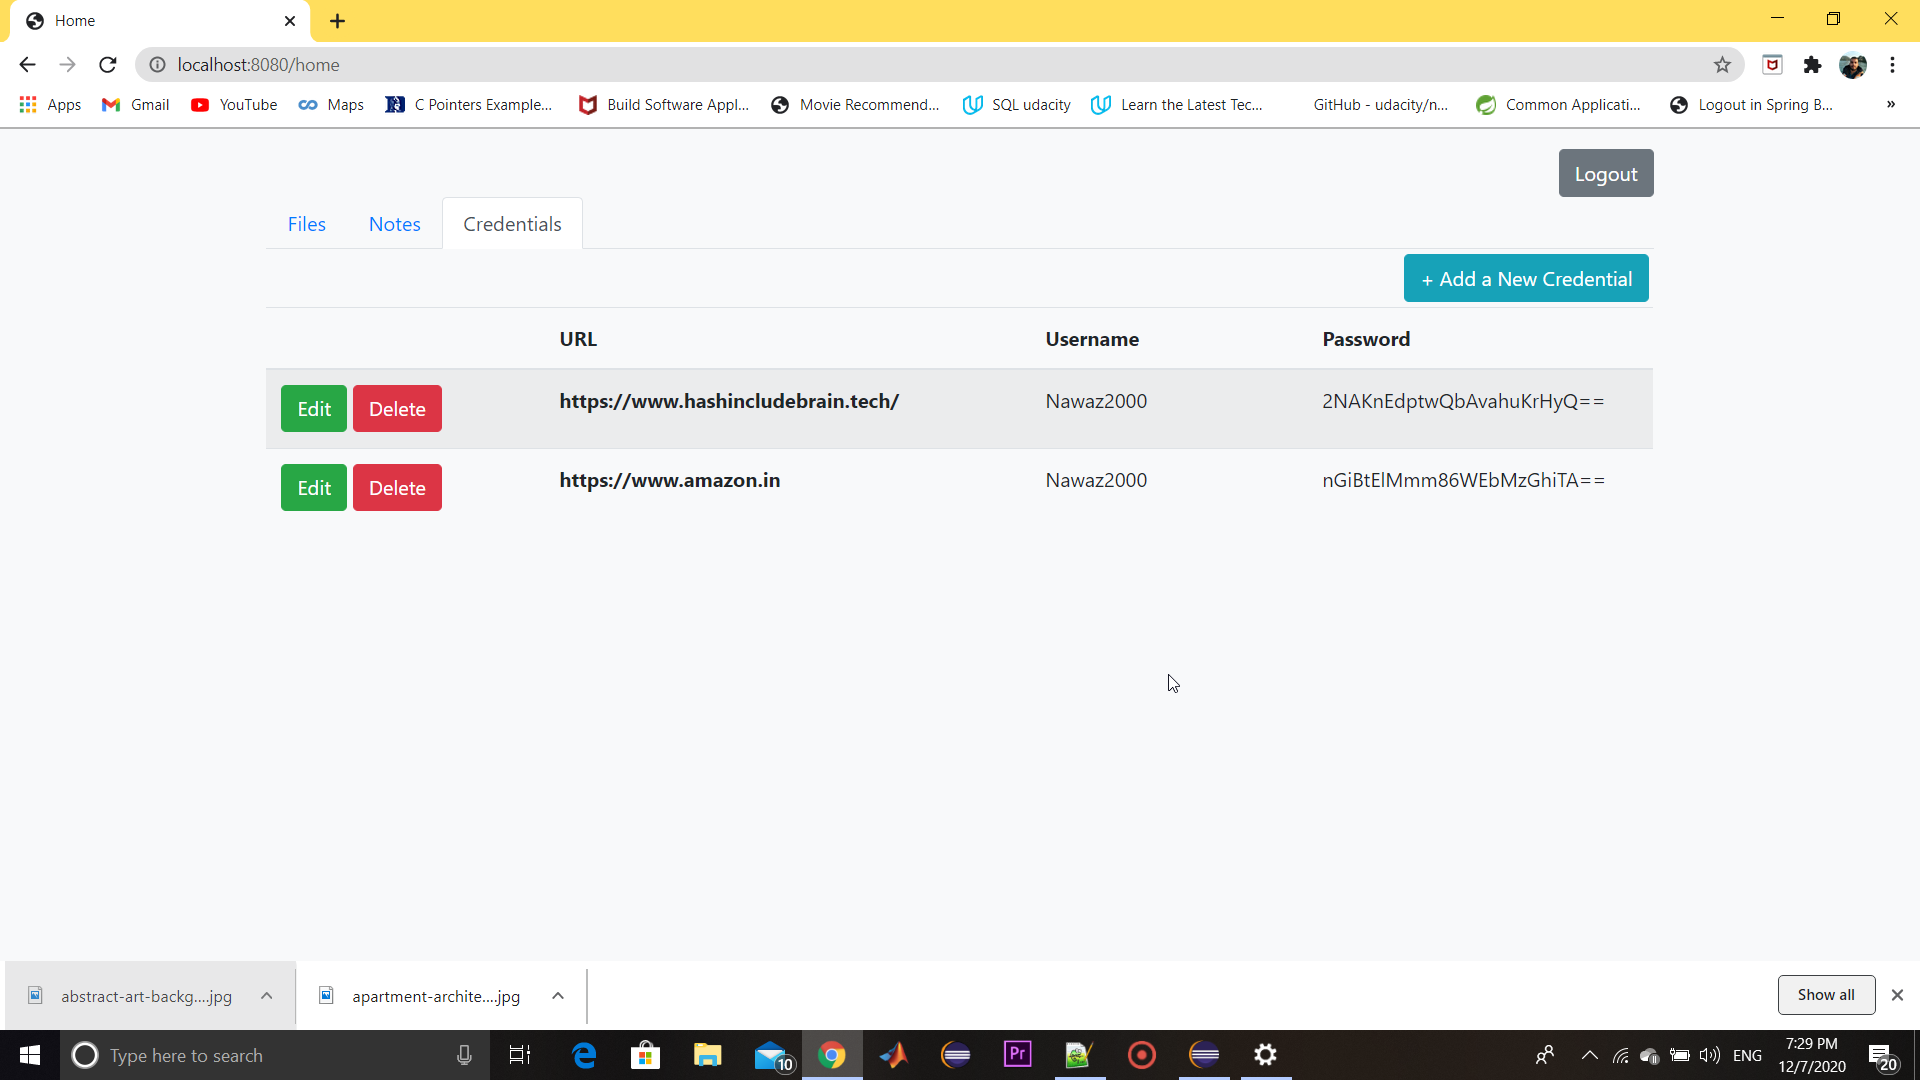 Home
localhost:8080/home
Apps Gmail YouTube Maps C Pointers Example... Build Software Appl... Movie Recommend... SQL udacity Learn the Latest Tec... GitHub - udacity/n... Common Applicati... Logout in Spring B... »
Logout
Files Notes Credentials
+ Add a New Credential
URL Username Password
Edit Delete https://www.hashincludebrain.tech/ Nawaz2000 2NAKnEdptwQbAvahuKrHyQ==
Edit Delete https://www.amazon.in Nawaz2000 nGiBtElMmm86WEbMzGhiTA==
abstract-art-backg....jpg apartment-archite....jpg Show all
Type here to search 10 Pr ENG 7:29 PM
12/7/2020 20